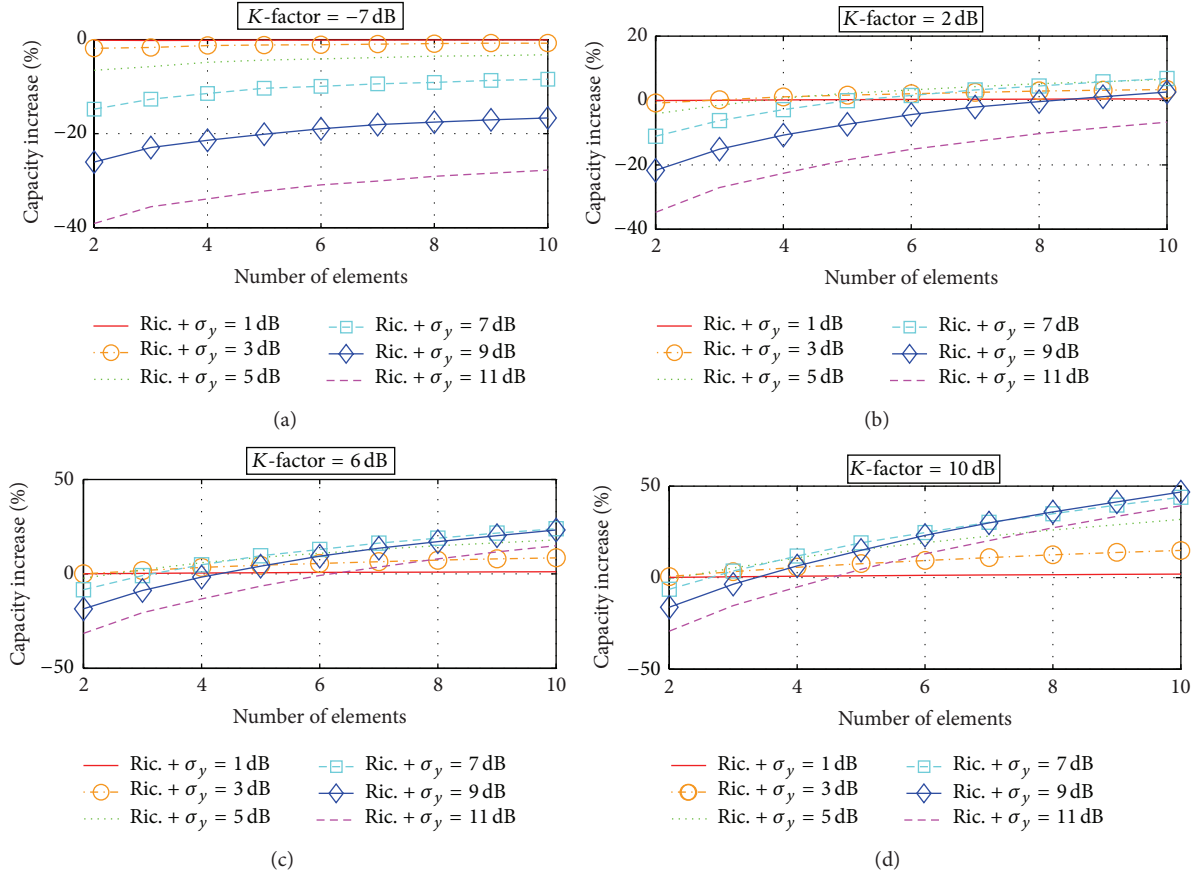 (a)
K-factor = −7 dB
Capacity increase (%)
0
−20
−40
2 4 6 8 10
Number of elements
Ric. + σy = 1 dB
Ric. + σy = 3 dB
Ric. + σy = 5 dB
Ric. + σy = 7 dB
Ric. + σy = 9 dB
Ric. + σy = 11 dB
(a)
(b)
K-factor = 2 dB
Capacity increase (%)
20
0
−20
−40
2 4 6 8 10
Number of elements
Ric. + σy = 1 dB
Ric. + σy = 3 dB
Ric. + σy = 5 dB
Ric. + σy = 7 dB
Ric. + σy = 9 dB
Ric. + σy = 11 dB
(b)
(c)
K-factor = 6 dB
Capacity increase (%)
50
0
−50
2 4 6 8 10
Number of elements
Ric. + σy = 1 dB
Ric. + σy = 3 dB
Ric. + σy = 5 dB
Ric. + σy = 7 dB
Ric. + σy = 9 dB
Ric. + σy = 11 dB
(c)
(d)
K-factor = 10 dB
Capacity increase (%)
50
0
−50
2 4 6 8 10
Number of elements
Ric. + σy = 1 dB
Ric. + σy = 3 dB
Ric. + σy = 5 dB
Ric. + σy = 7 dB
Ric. + σy = 9 dB
Ric. + σy = 11 dB
(d)